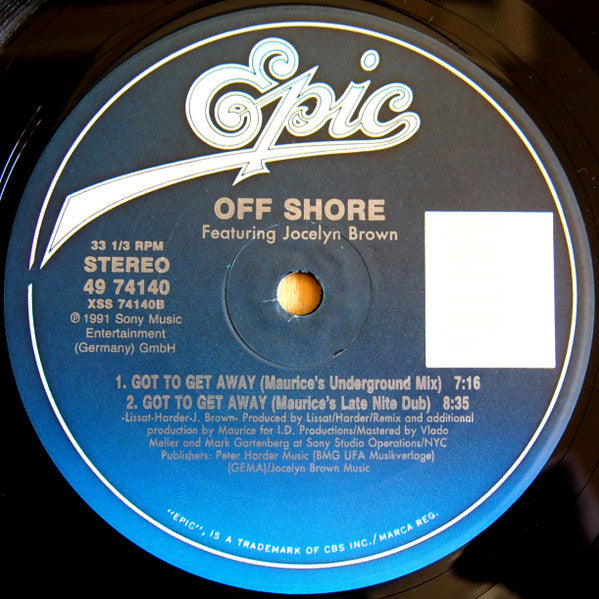 Epic
OFF SHORE
Featuring Jocelyn Brown
33 1/3 RPM
STEREO
49 74140
XSS 74140B
℗ 1991 Sony Music
Entertainment
(Germany) GmbH
1. GOT TO GET AWAY (Maurice's Underground Mix) 7:16
2. GOT TO GET AWAY (Maurice's Late Nite Dub) 8:35
-Lissat-Harder-J. Brown- Produced by Lissat/Harder/Remix and additional
production by Maurice for I.D. Productions/Mastered by Vlado
Meller and Mark Gartenberg at Sony Studio Operations/NYC
Publishers: Peter Harder Music (BMG UFA Musikverlage)
(GEMA)/Jocelyn Brown Music
"EPIC", IS A TRADEMARK OF CBS INC./MARCA REG.